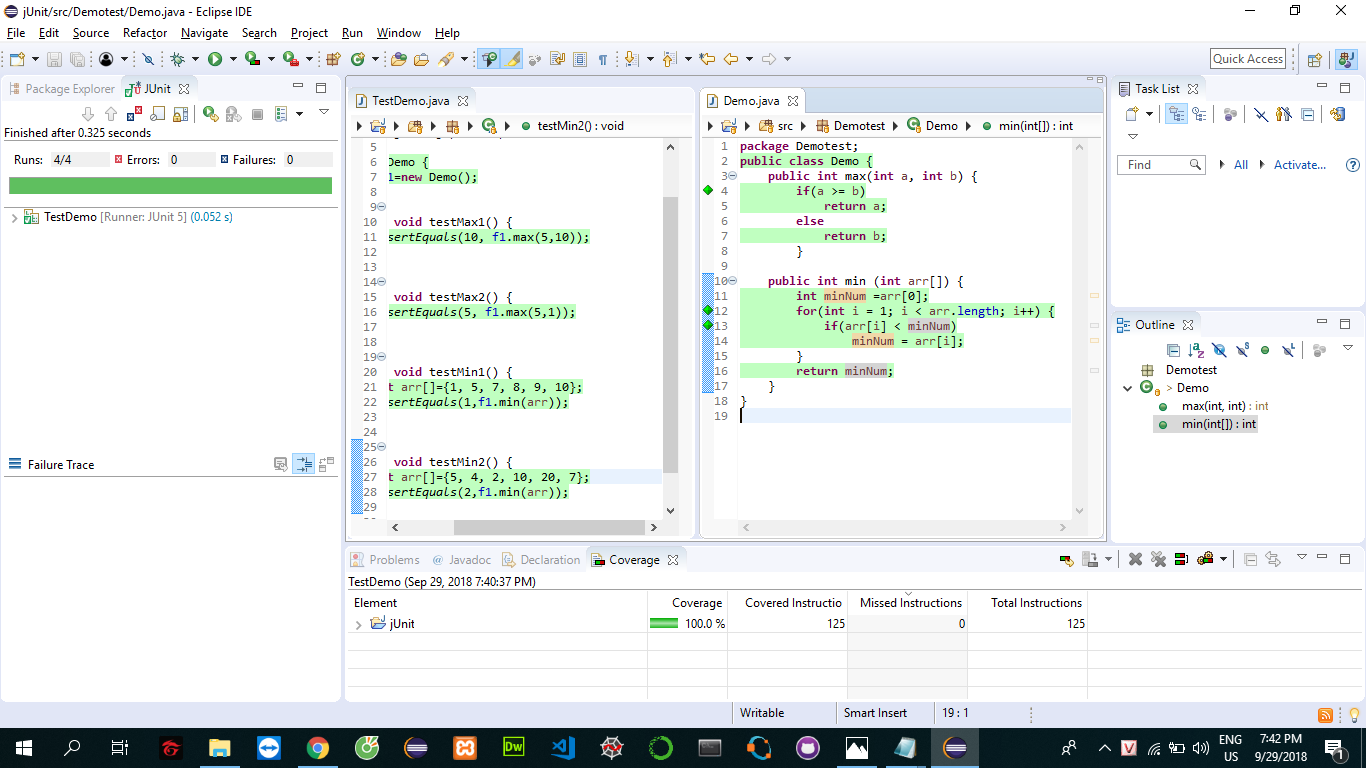 jUnit/src/Demotest/Demo.java - Eclipse IDE
File Edit Source Refactor Navigate Search Project Run Window Help
Quick Access
Package Explorer JUnit
Finished after 0.325 seconds
Runs: 4/4 Errors: 0 Failures: 0
TestDemo [Runner: JUnit 5] (0.052 s)
Failure Trace
TestDemo.java
testMin2() : void
5
6 Demo {
7 1=new Demo();
8
9
10 void testMax1() {
11 sertEquals(10, f1.max(5,10));
12
13
14
15 void testMax2() {
16 sertEquals(5, f1.max(5,1));
17
18
19
20 void testMin1() {
21 t arr[]={1, 5, 7, 8, 9, 10};
22 sertEquals(1,f1.min(arr));
23
24
25
26 void testMin2() {
27 t arr[]={5, 4, 2, 10, 20, 7};
28 sertEquals(2,f1.min(arr));
29
Demo.java
src Demotest Demo min(int[]) : int
1 package Demotest;
2 public class Demo {
3 public int max(int a, int b) {
4 if(a >= b)
5 return a;
6 else
7 return b;
8 }
9
10 public int min (int arr[]) {
11 int minNum =arr[0];
12 for(int i = 1; i < arr.length; i++) {
13 if(arr[i] < minNum)
14 minNum = arr[i];
15 }
16 return minNum;
17 }
18 }
19
Task List
Find All Activate...
Outline
Demotest
> Demo
max(int, int) : int
min(int[]) : int
Problems @ Javadoc Declaration Coverage
TestDemo (Sep 29, 2018 7:40:37 PM)
Element Coverage Covered Instructio Missed Instructions Total Instructions
jUnit 100.0 % 125 0 125
Writable Smart Insert 19 : 1
Dw
V
ENG
US
7:42 PM
9/29/2018
1